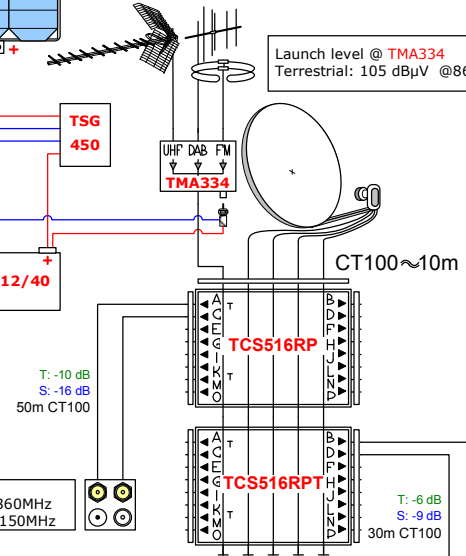 +
Launch level @ TMA334
Terrestrial: 105 dBµV @86
TSG
450
UHF DAB FM
TMA334
+
12/40
CT100~10m
A T B
C D
E F
TCS516RP
G H
I J
K T L
M N
O P
T: -10 dB
S: -16 dB
50m CT100
A T B
C D
E F
TCS516RPT
G H
I J
K T L
M N
O P
860MHz
150MHz
T: -6 dB
S: -9 dB
30m CT100